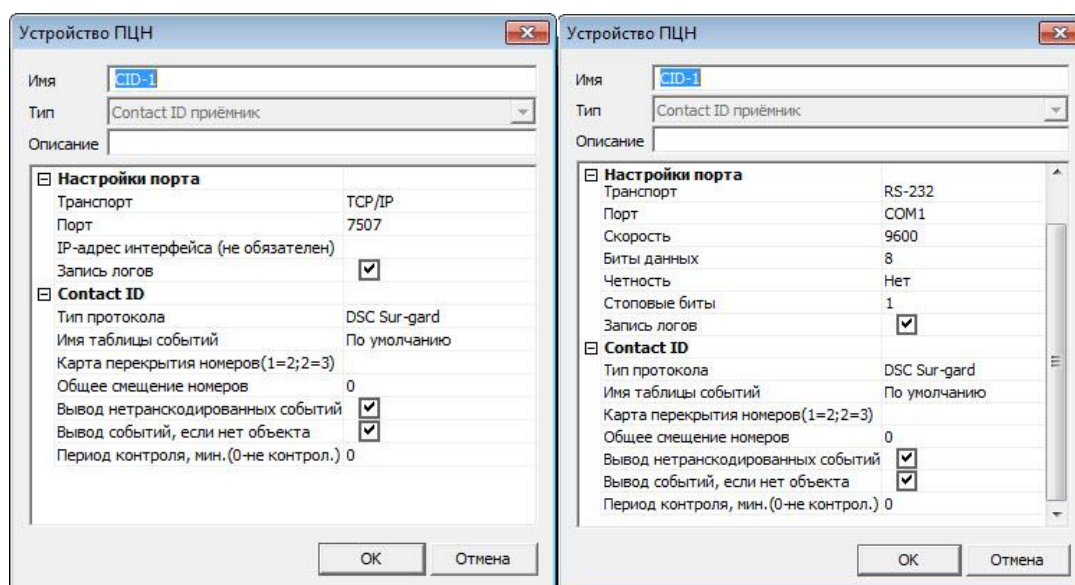 Устройство ПЦН
Имя CID-1
Тип Contact ID приёмник
Описание
Настройки порта
Транспорт TCP/IP
Порт 7507
IP-адрес интерфейса (не обязателен)
Запись логов
Contact ID
Тип протокола DSC Sur-gard
Имя таблицы событий По умолчанию
Карта перекрытия номеров(1=2;2=3)
Общее смещение номеров 0
Вывод нетранскодированных событий
Вывод событий, если нет объекта
Период контроля, мин.(0-не контрол.) 0
OK Отмена
Устройство ПЦН
Имя CID-1
Тип Contact ID приёмник
Описание
Настройки порта
Транспорт RS-232
Порт COM1
Скорость 9600
Биты данных 8
Четность Нет
Стоповые биты 1
Запись логов
Contact ID
Тип протокола DSC Sur-gard
Имя таблицы событий По умолчанию
Карта перекрытия номеров(1=2;2=3)
Общее смещение номеров 0
Вывод нетранскодированных событий
Вывод событий, если нет объекта
Период контроля, мин.(0-не контрол.) 0
OK Отмена